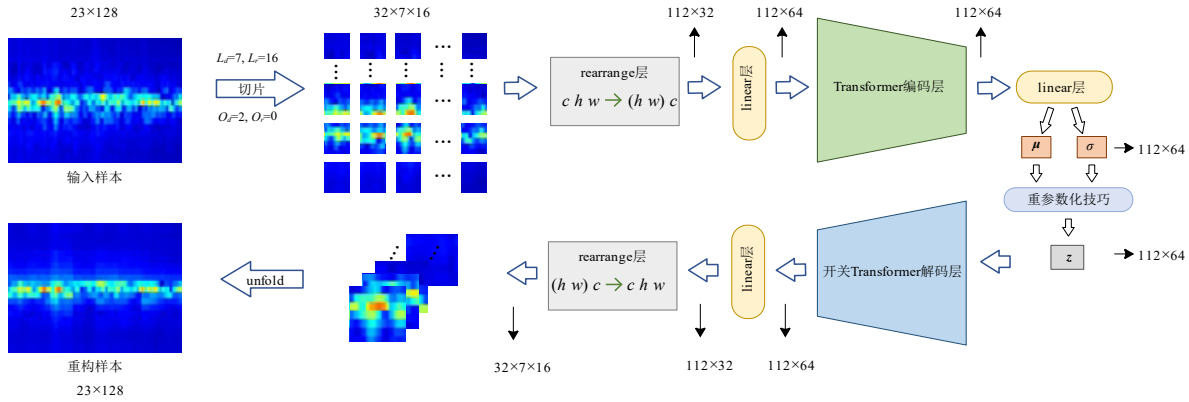 23×128
32×7×16
112×32
112×64
112×64
L_d=7, L_r=16
切片
O_d=2, O_r=0
rearrange层
c h w → (h w) c
linear层
Transformer编码层
linear层
μ
σ
112×64
输入样本
重参数化技巧
z
112×64
开关Transformer解码层
linear层
rearrange层
(h w) c → c h w
unfold
重构样本
23×128
32×7×16
112×32
112×64